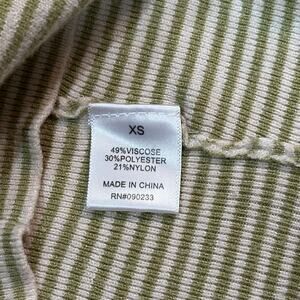 XS
49%VISCOSE
30%POLYESTER
21%NYLON
MADE IN CHINA
RN#090233